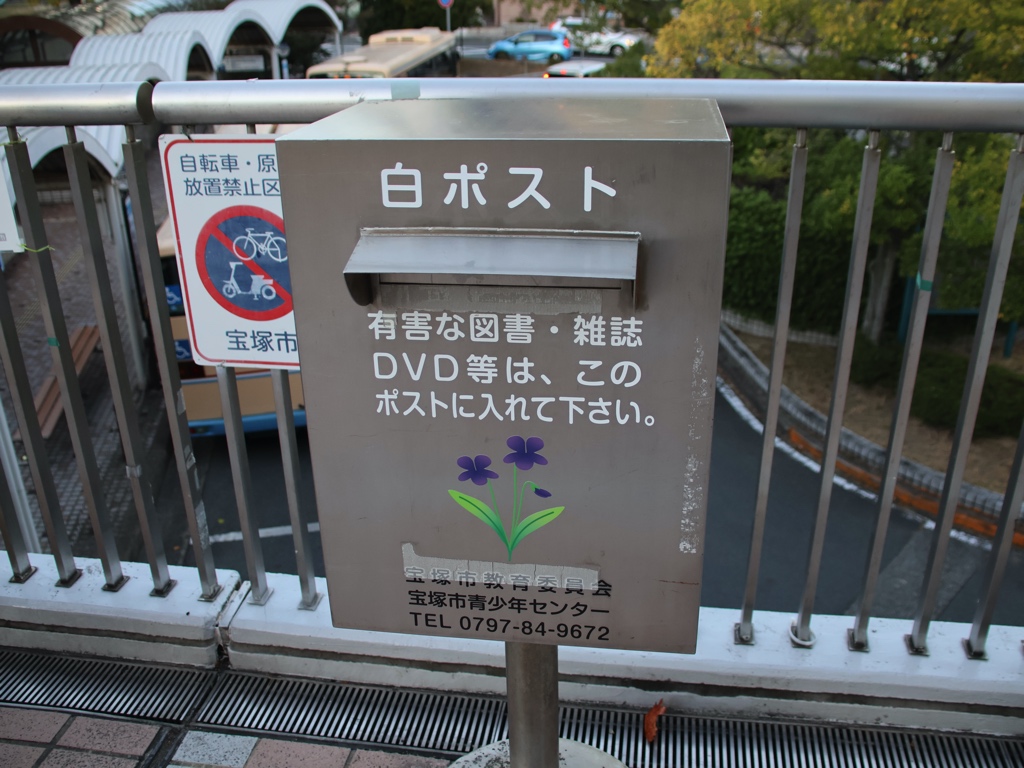 白ポスト
有害な図書・雑誌
DVD等は、この
ポストに入れて下さい。
宝塚市教育委員会
宝塚市青少年センター
TEL 0797-84-9672
自転車・原
放置禁止区
宝塚市